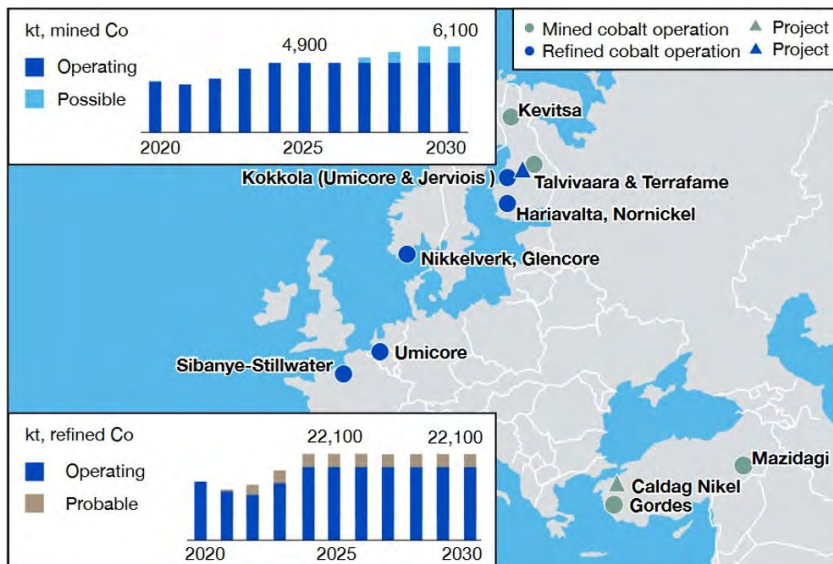 kt, mined Co
Operating
Possible
4,900
6,100
2020
2025
2030
Mined cobalt operation
Project
Refined cobalt operation
Project
Kevitsa
Kokkola (Umicore & Jerviois )
Talvivaara & Terrafame
Hariavalta, Nornickel
Nikkelverk, Glencore
Umicore
Sibanye-Stillwater
kt, refined Co
Operating
Probable
22,100
22,100
2020
2025
2030
Mazidagi
Caldag Nikel
Gordes